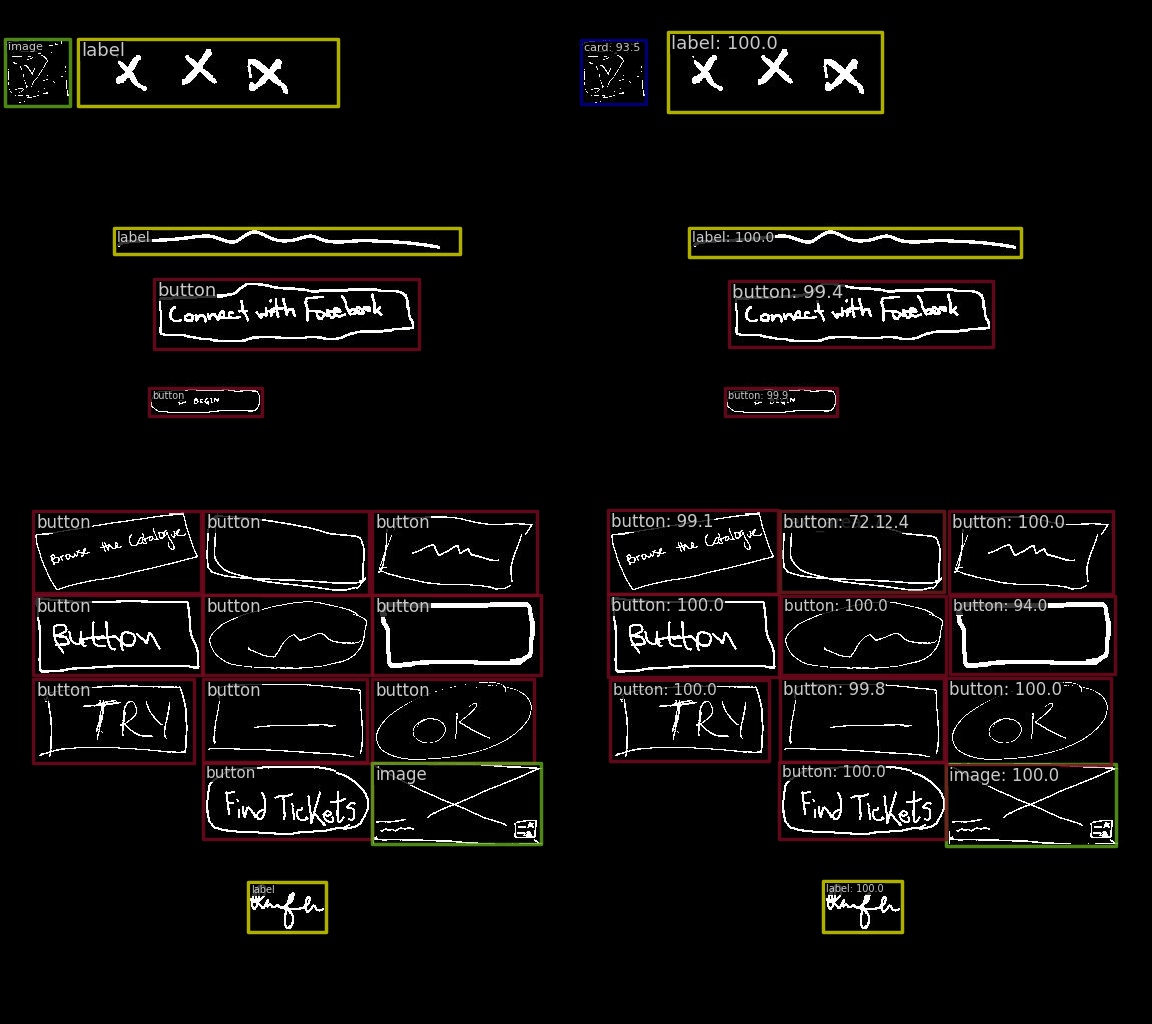 image label card: 93.5 label: 100.0
X X X X X X
label label: 100.0
button button: 99.4
Connect with Facebook Connect with Facebook
button button: 99.9
BEGIN
button button button button: 99.1 button: 100.0
Browse the Catalogue Browse the Catalogue
button button button button: 100.0 button: 100.0 button: 94.0
Button Button
button button button button: 100.0 button: 99.8 button: 100.0
TRY OK TRY OK
button image button: 100.0 image: 100.0
Find Tickets Find Tickets
label label: 100.0